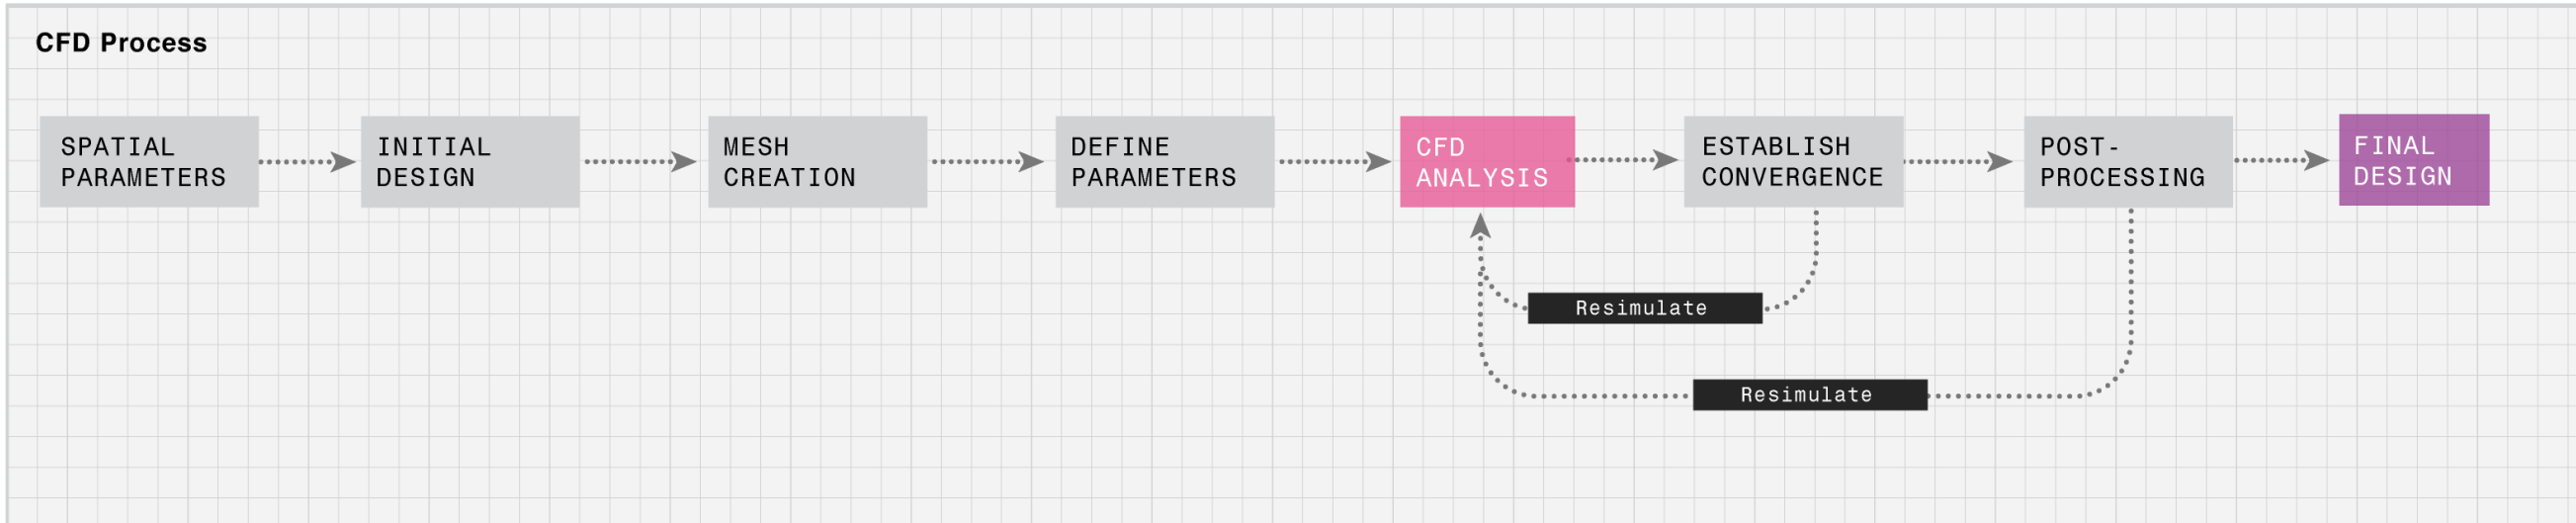 CFD Process
SPATIAL
PARAMETERS
INITIAL
DESIGN
MESH
CREATION
DEFINE
PARAMETERS
CFD
ANALYSIS
ESTABLISH
CONVERGENCE
POST-
PROCESSING
FINAL
DESIGN
Resimulate
Resimulate